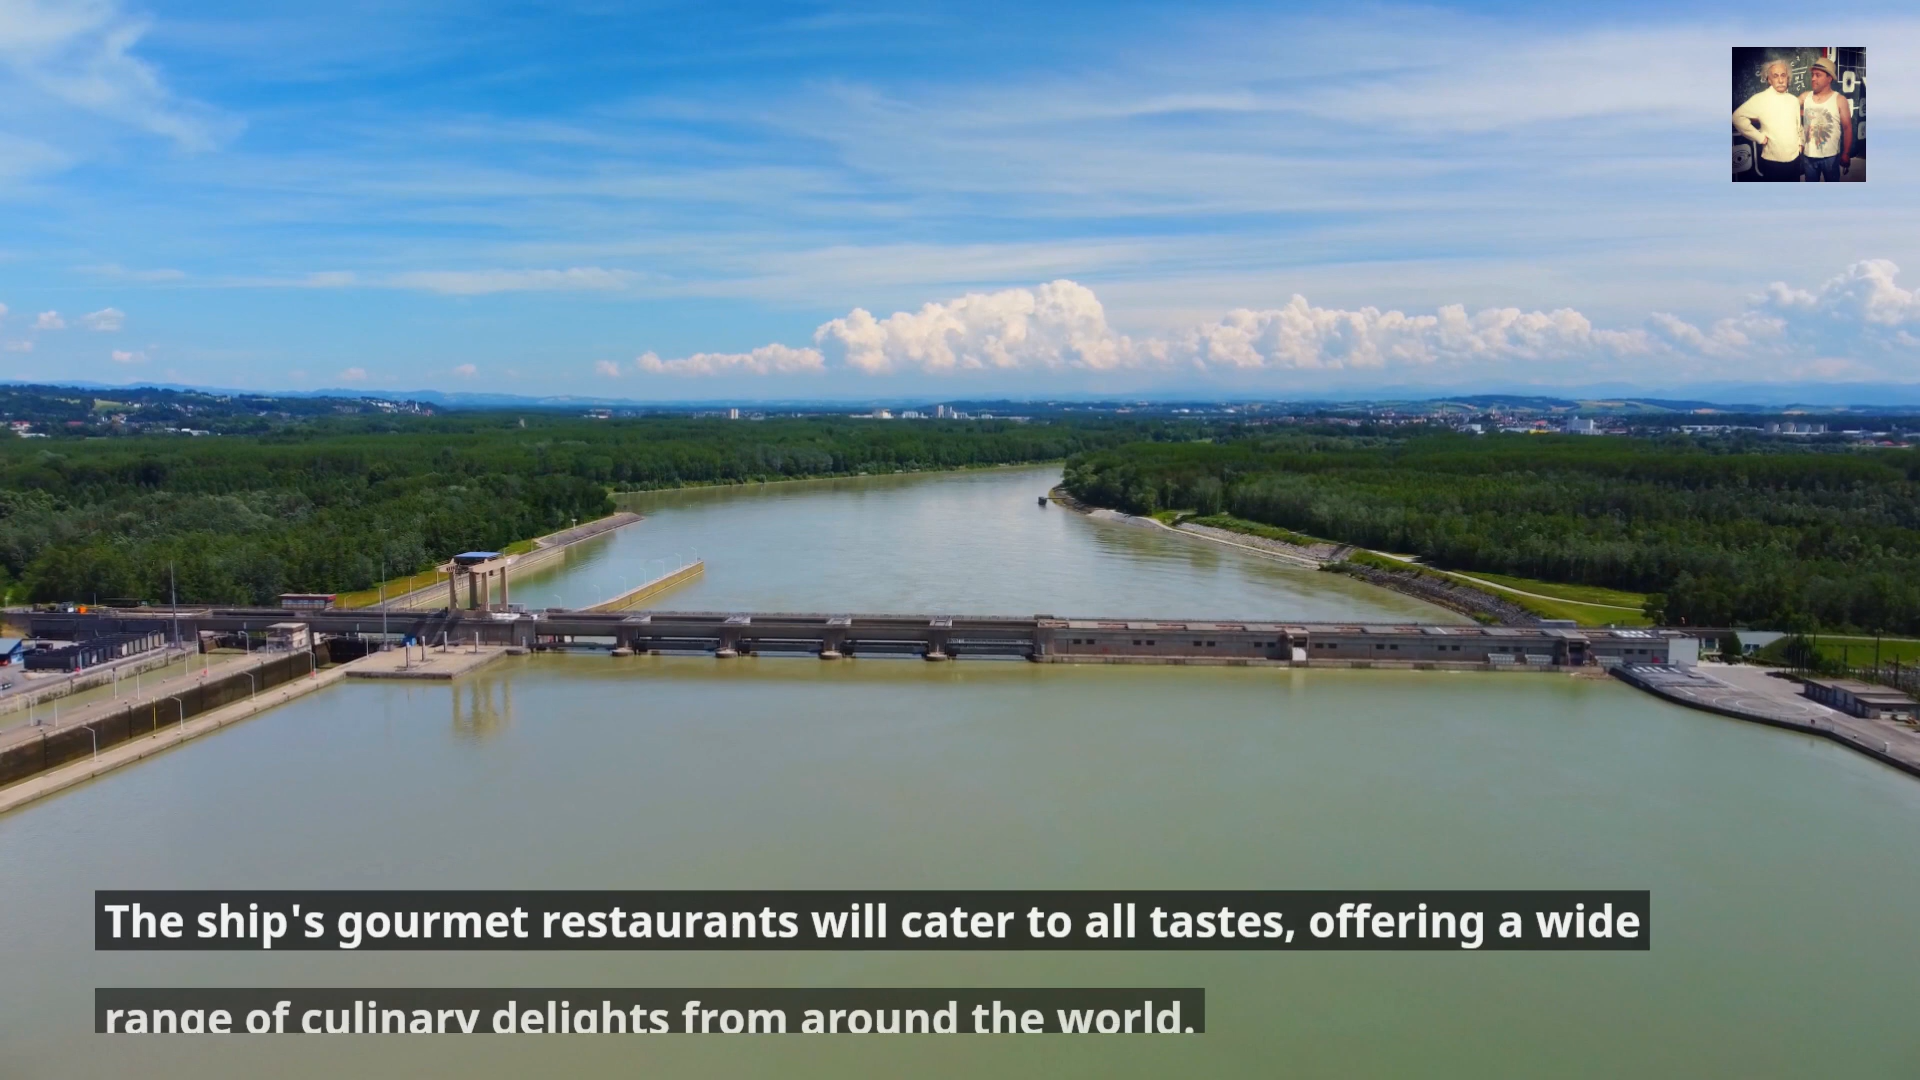 The ship's gourmet restaurants will cater to all tastes, offering a wide
range of culinary delights from around the world.